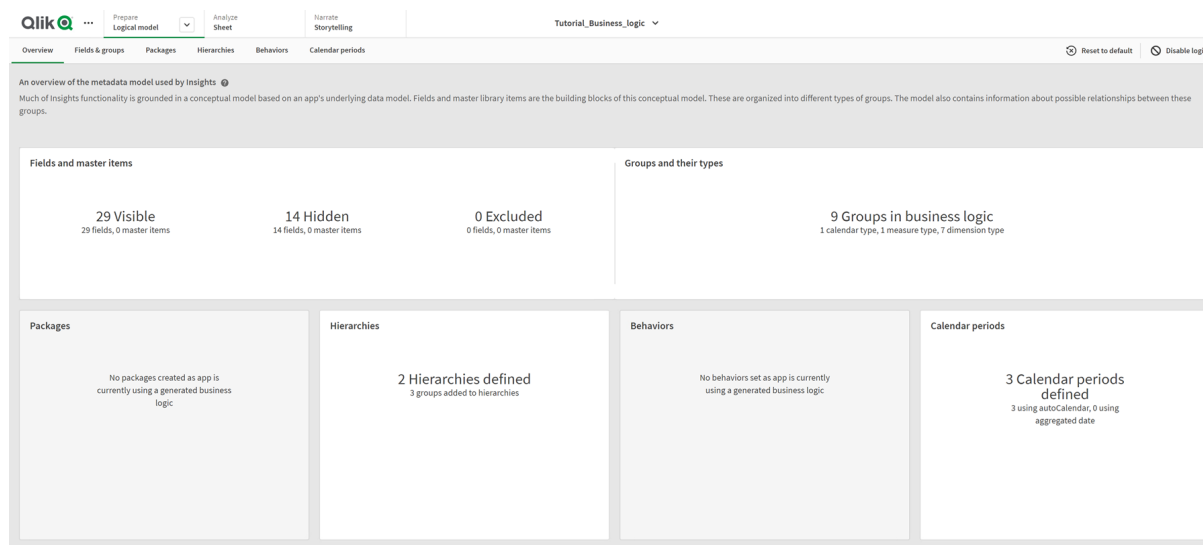 Qlik
Prepare
Logical model
Analyze
Sheet
Narrate
Storytelling
Tutorial_Business_logic
Overview
Fields & groups
Packages
Hierarchies
Behaviors
Calendar periods
Reset to default
Disable logi
An overview of the metadata model used by Insights
Much of Insights functionality is grounded in a conceptual model based on an app's underlying data model. Fields and master library items are the building blocks of this conceptual model. These are organized into different types of groups. The model also contains information about possible relationships between these
groups.
Fields and master items
29 Visible
29 fields, 0 master items
14 Hidden
14 fields, 0 master items
0 Excluded
0 fields, 0 master items
Groups and their types
9 Groups in business logic
1 calendar type, 1 measure type, 7 dimension type
Packages
No packages created as app is
currently using a generated business
logic
Hierarchies
2 Hierarchies defined
3 groups added to hierarchies
Behaviors
No behaviors set as app is currently
using a generated business logic
Calendar periods
3 Calendar periods
defined
3 using autoCalendar, 0 using
aggregated date